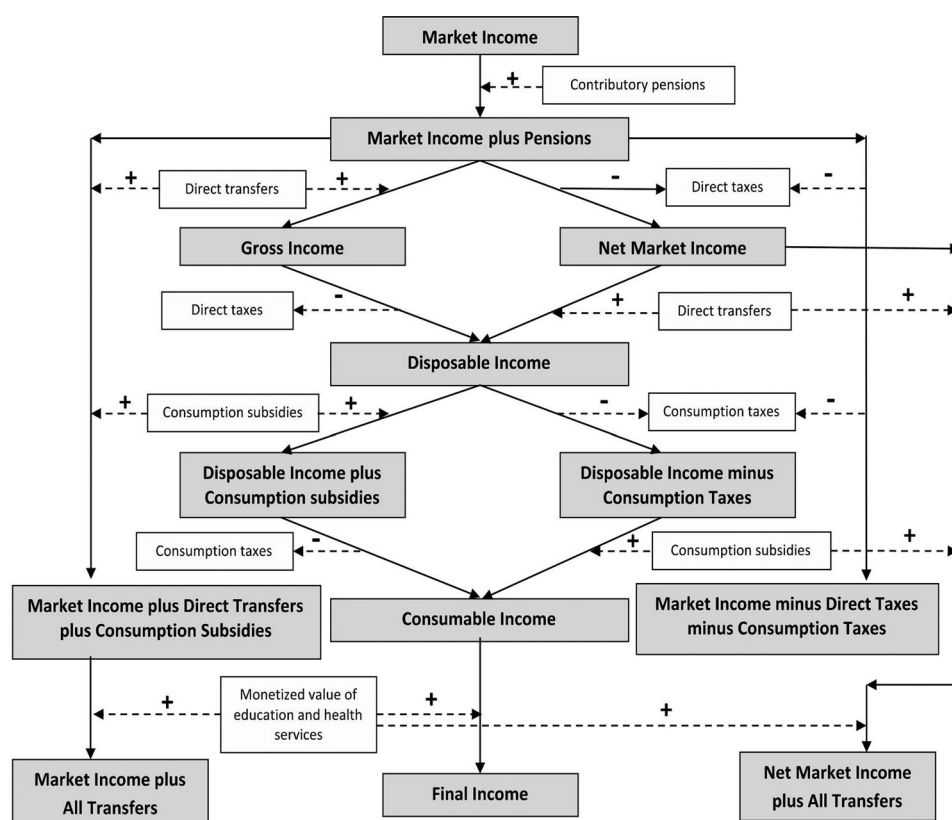 Market Income
+
Contributory pensions
Market Income plus Pensions
+
Direct transfers
+
-
Direct taxes
-
Gross Income
Net Market Income
Direct taxes
-
+
Direct transfers
+
Disposable Income
+
Consumption subsidies
+
-
Consumption taxes
-
Disposable Income plus
Consumption subsidies
Disposable Income minus
Consumption Taxes
Consumption taxes
-
+
Consumption subsidies
+
Market Income plus Direct Transfers
plus Consumption Subsidies
Consumable Income
Market Income minus Direct Taxes
minus Consumption Taxes
+
Monetized value of
education and health
services
+
+
Market Income plus
All Transfers
Final Income
Net Market Income
plus All Transfers